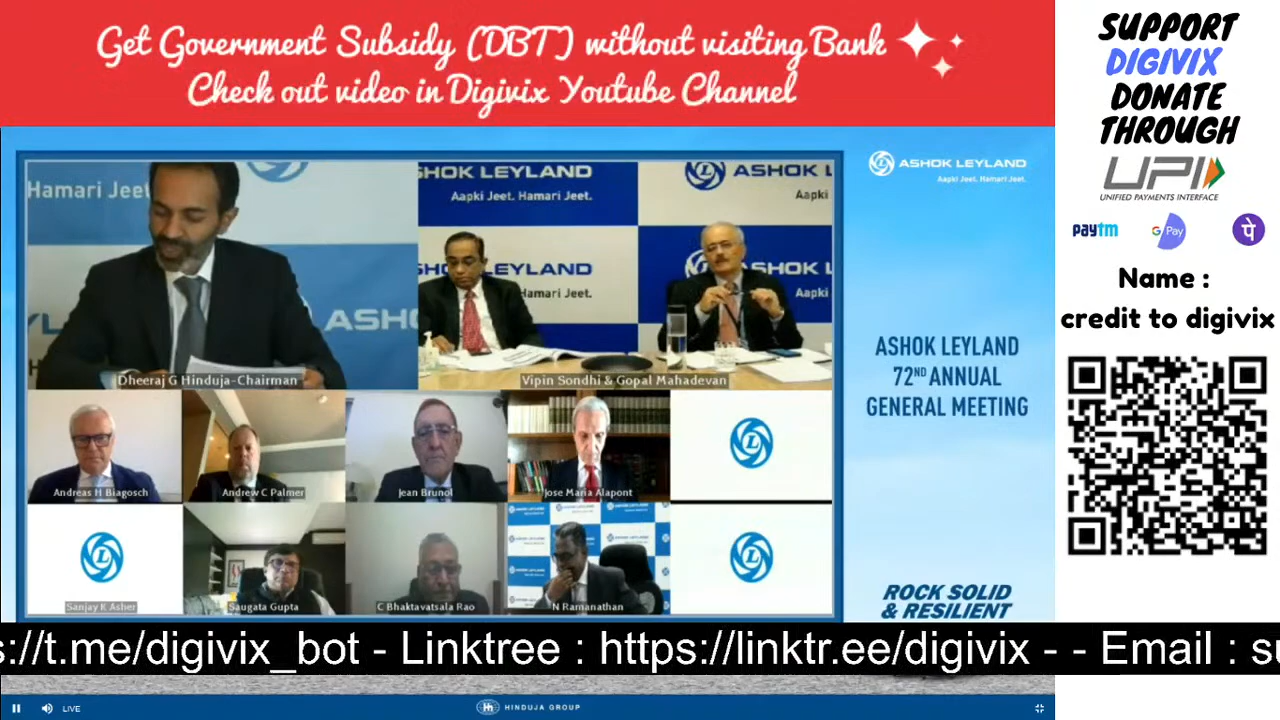 Get Government Subsidy (DBT) without visiting Bank
Check out video in Digivix Youtube Channel
SUPPORT
DIGIVIX
DONATE
THROUGH
UPI
UNIFIED PAYMENTS INTERFACE
paytm
G Pay
पे
Name :
credit to digivix
ASHOK LEYLAND
Aapki Jeet. Hamari Jeet.
Hamari Jeet
ASHOK
Dheeraj G Hinduja-Chairman
SHOK LEYLAND
Aapki Jeet. Hamari Jeet.
SHOK LEYLAND
Hamari Jeet.
ASHOK L
Aapki
SHOK L
Aapki
Vipin Sondhi & Gopal Mahadevan
Andreas H Biagosch
Andrew C Palmer
Jean Brunol
Jose Maria Alapont
Sanjay K Asher
Saugata Gupta
C Bhaktavatsala Rao
N Ramanathan
ASHOK LEYLAND
72ND ANNUAL
GENERAL MEETING
ROCK SOLID
& RESILIENT
s://t.me/digivix_bot - Linktree : https://linktr.ee/digivix - - Email : su
LIVE
HINDUJA GROUP